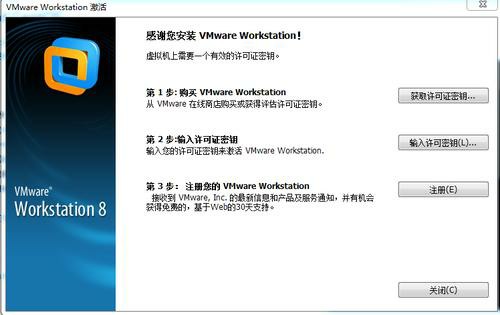 VMware Workstation 激活
感谢您安装 VMware Workstation!
虚拟机上需要一个有效的许可证密钥。
第 1 步: 购买 VMware Workstation
从 VMware 在线商店购买或获得评估许可证密钥。
获取许可证密钥...
第 2 步:输入许可证密钥
输入您的许可证密钥来激活 VMware Workstation.
输入许可密钥(L)...
第 3 步： 注册您的 VMware Workstation
接收到 VMware, Inc. 的最新信息和产品及服务通知，并有机会
获得免费的，基于Web的30天支持。
注册(E)
VMware®
Workstation 8
关闭(C)